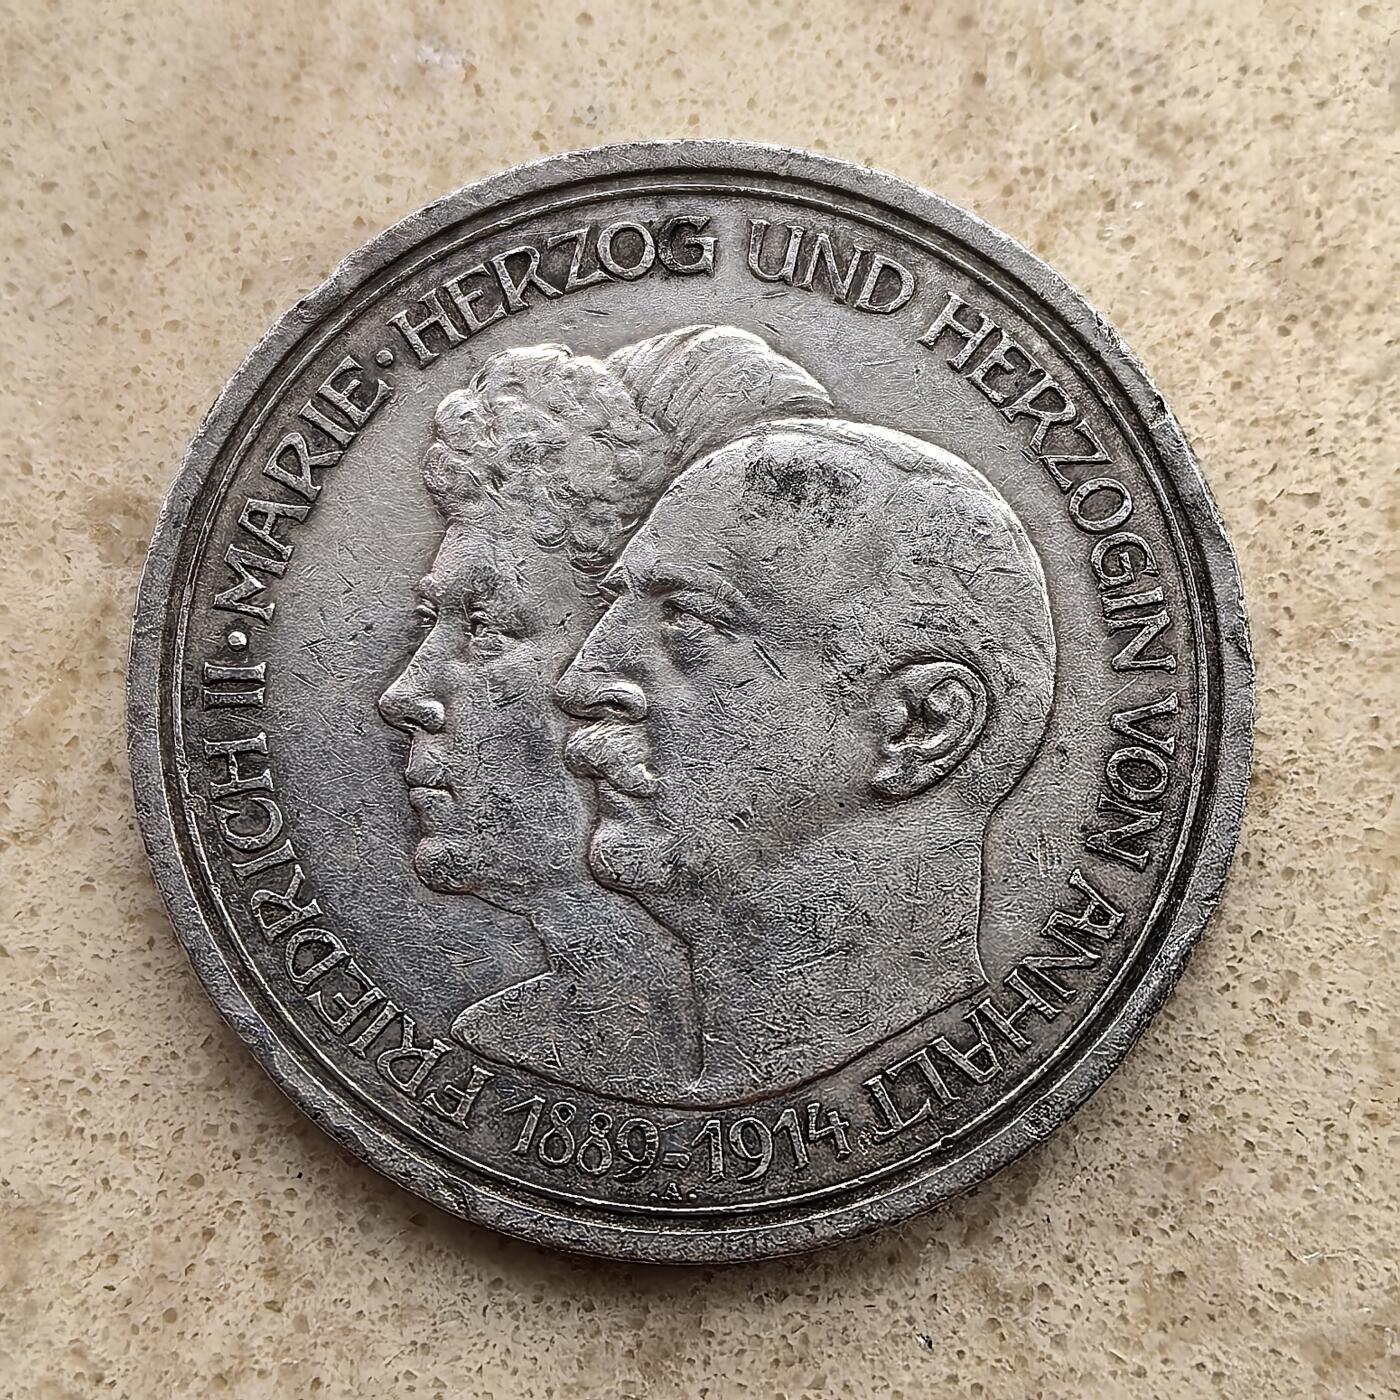 FRIEDRICH II · MARIE · HERZOG UND HERZOGIN VON ANHALT
1889-1914
.A.